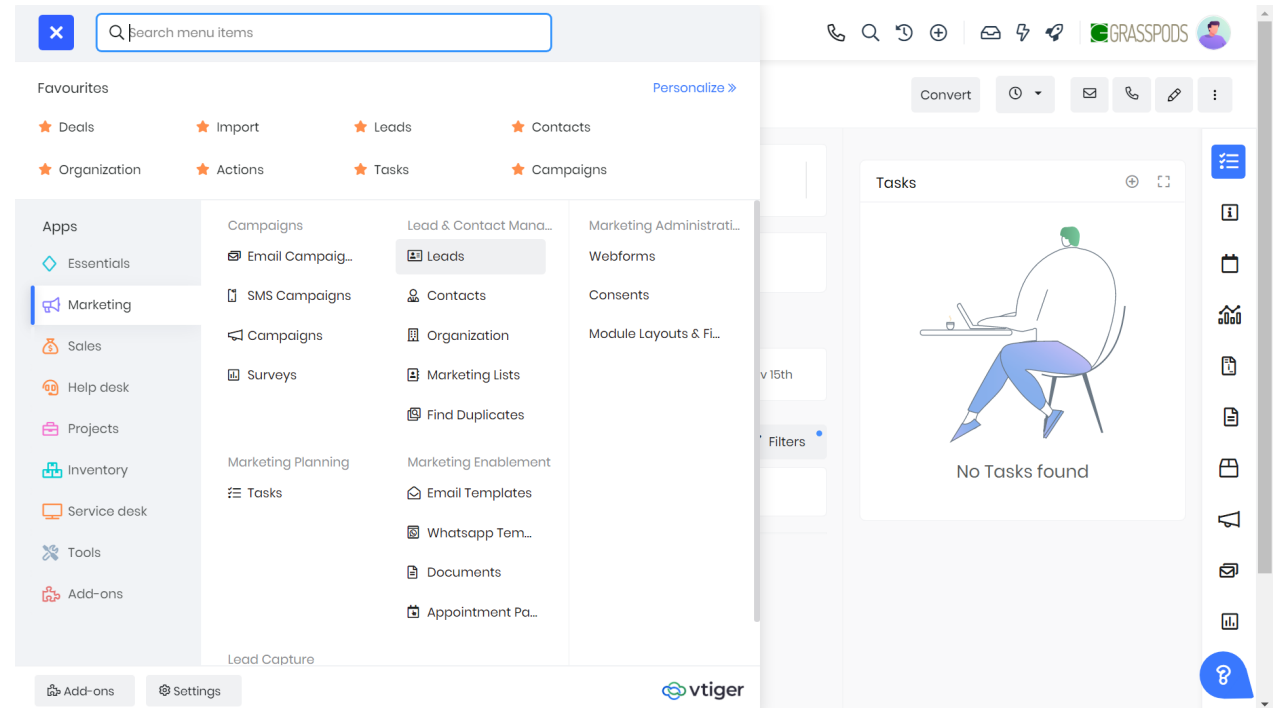 Search menu items
GRASSPODS
Favourites
Personalize »
Convert
Deals
Import
Leads
Contacts
Organization
Actions
Tasks
Campaigns
Apps
Essentials
Marketing
Sales
Help desk
Projects
Inventory
Service desk
Tools
Add-ons
Campaigns
Email Campaig...
SMS Campaigns
Campaigns
Surveys
Lead & Contact Mana...
Leads
Contacts
Organization
Marketing Lists
Find Duplicates
Marketing Administrati...
Webforms
Consents
Module Layouts & Fi...
Marketing Planning
Tasks
Marketing Enablement
Email Templates
Whatsapp Tem...
Documents
Appointment Pa...
Lead Capture
Add-ons
Settings
vtiger
v 15th
Filters
Tasks
No Tasks found